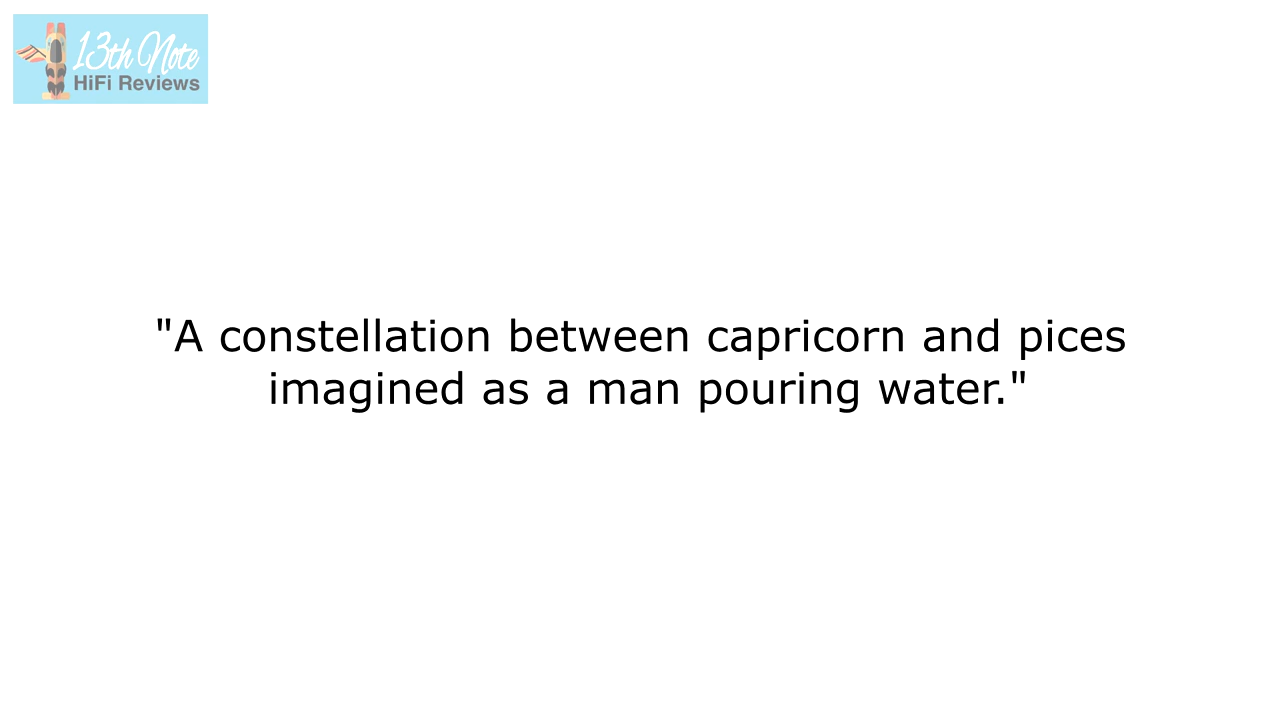 13th Note
HiFi Reviews
"A constellation between capricorn and pices
imagined as a man pouring water."